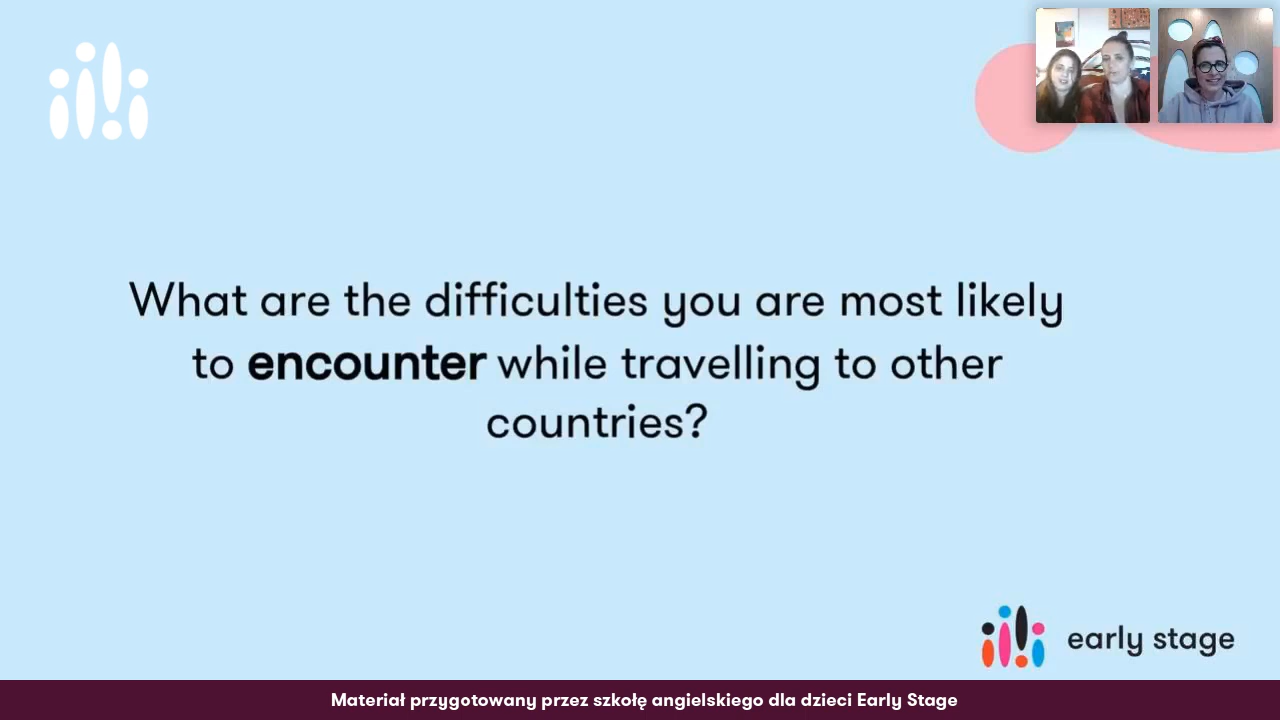 What are the difficulties you are most likely
to encounter while travelling to other
countries?
early stage
Materiał przygotowany przez szkołę angielskiego dla dzieci Early Stage